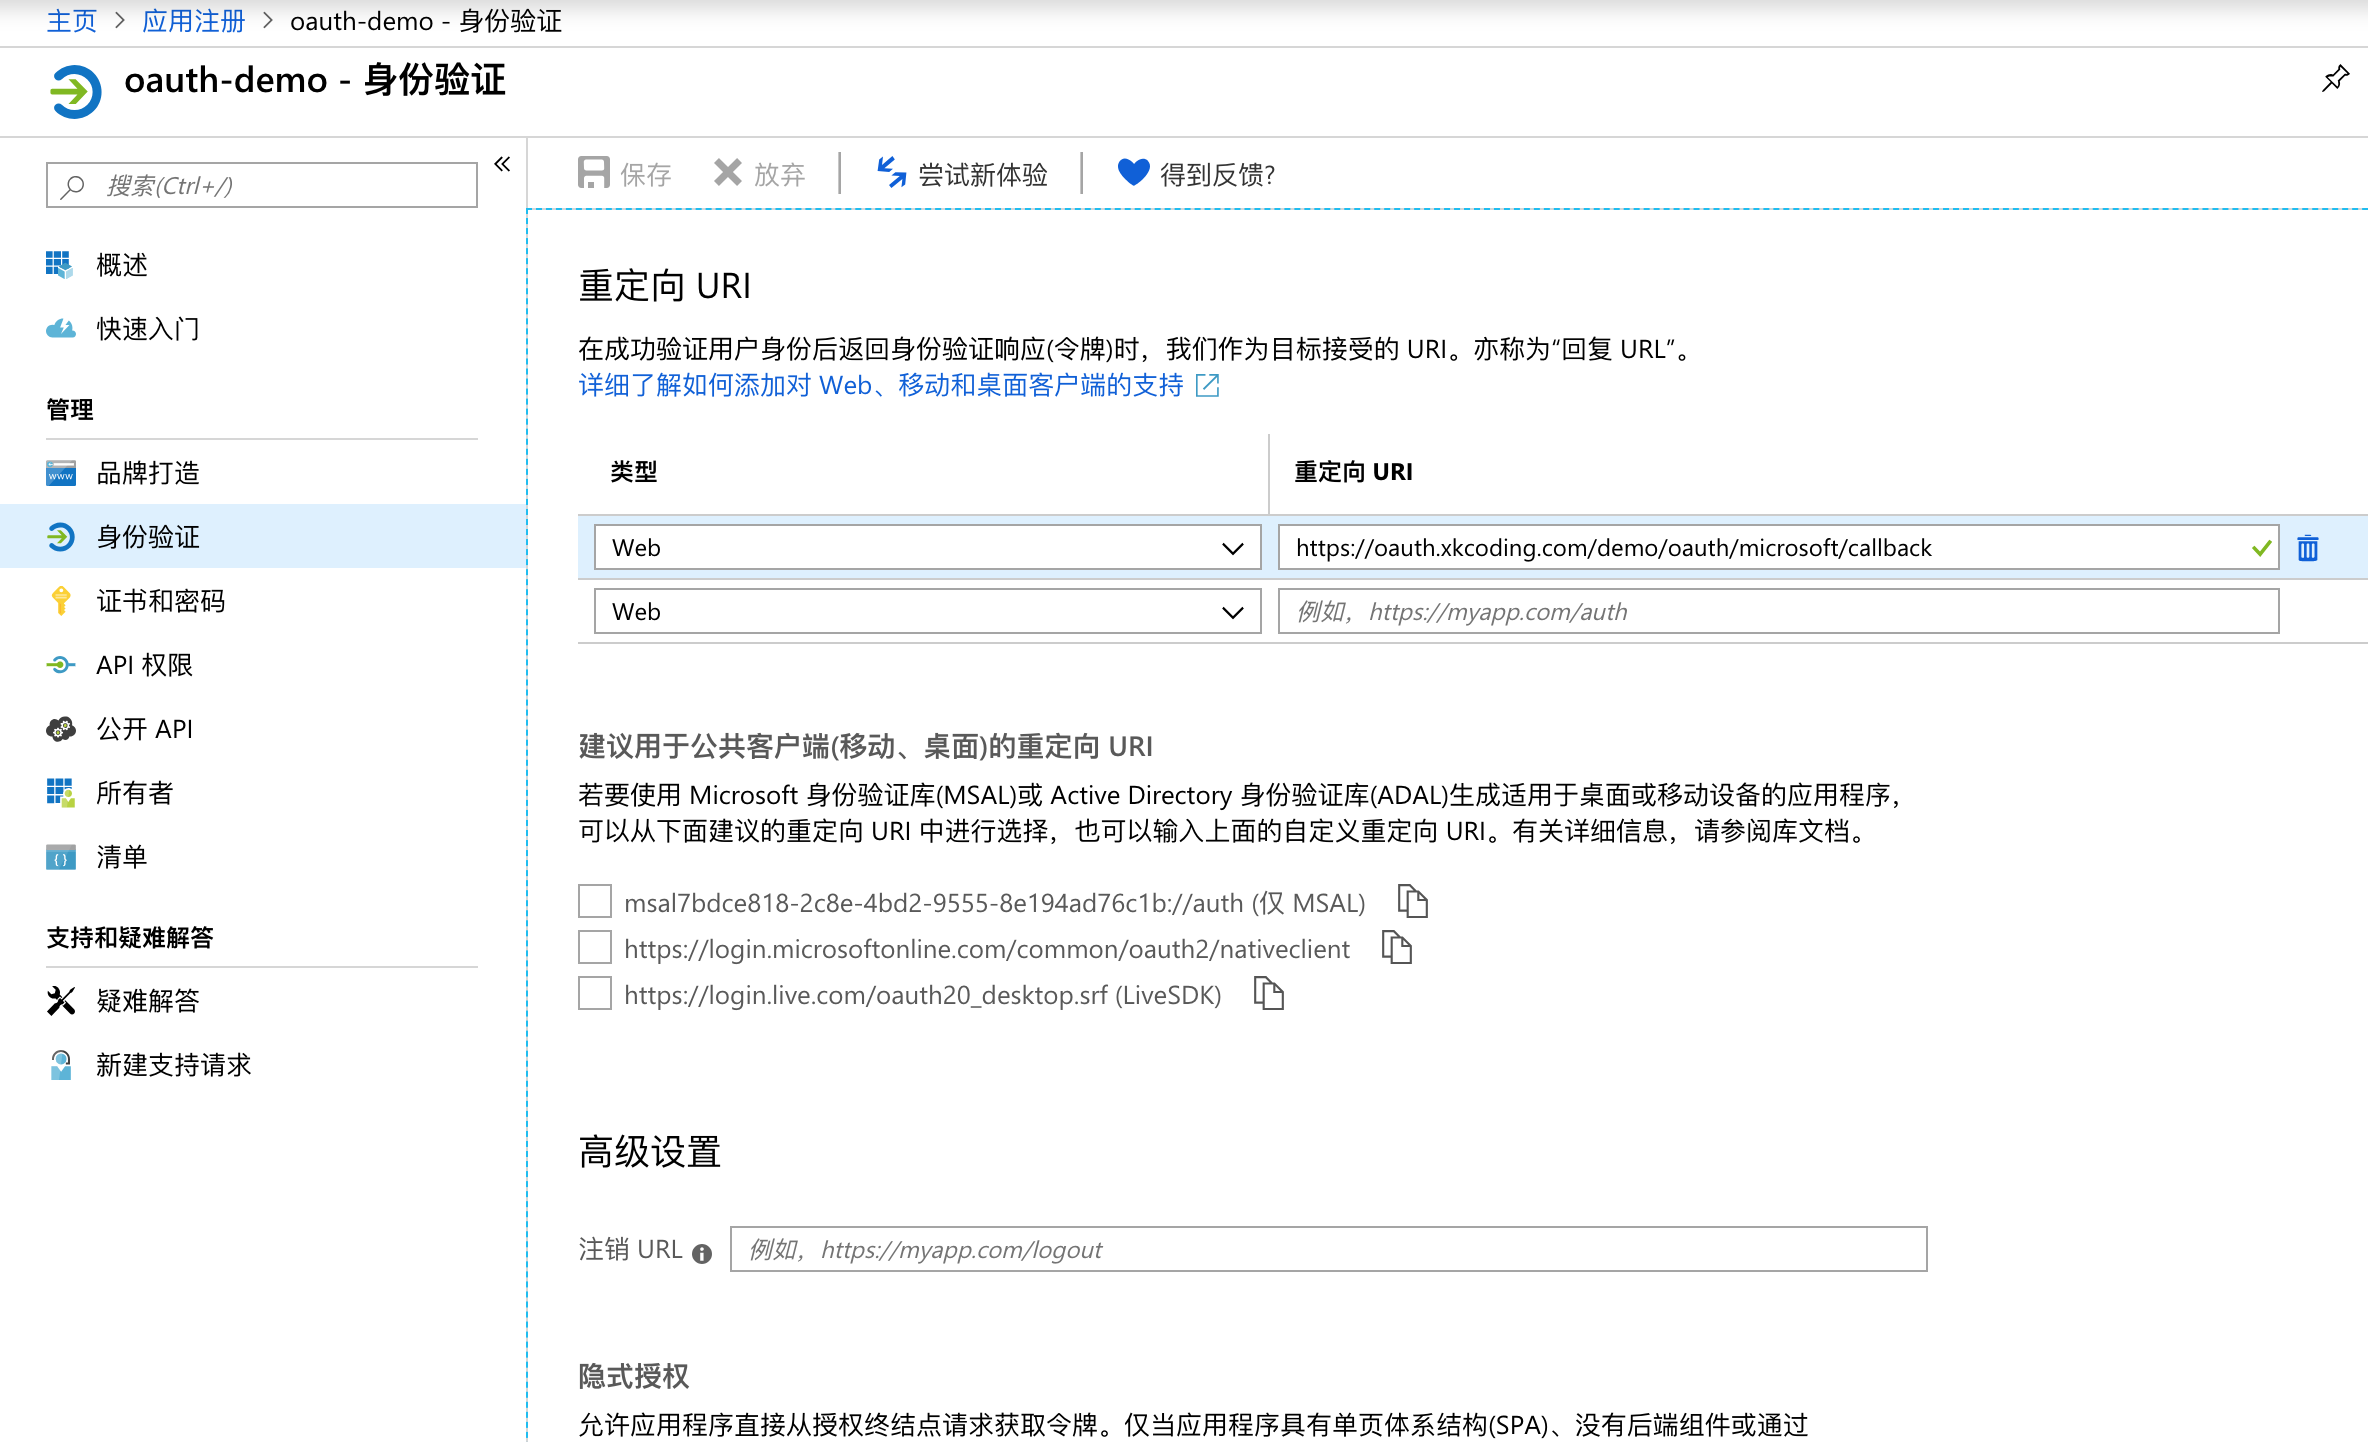 主页 > 应用注册 > oauth-demo - 身份验证
oauth-demo - 身份验证
搜索(Ctrl+/)
«
概述
快速入门
管理
品牌打造
身份验证
证书和密码
API 权限
公开 API
所有者
清单
支持和疑难解答
疑难解答
新建支持请求
保存 放弃 尝试新体验 得到反馈?
重定向 URI
在成功验证用户身份后返回身份验证响应(令牌)时，我们作为目标接受的 URI。亦称为“回复 URL”。
详细了解如何添加对 Web、移动和桌面客户端的支持
类型 重定向 URI
Web https://oauth.xkcoding.com/demo/oauth/microsoft/callback
Web 例如，https://myapp.com/auth
建议用于公共客户端(移动、桌面)的重定向 URI
若要使用 Microsoft 身份验证库(MSAL)或 Active Directory 身份验证库(ADAL)生成适用于桌面或移动设备的应用程序，
可以从下面建议的重定向 URI 中进行选择，也可以输入上面的自定义重定向 URI。有关详细信息，请参阅库文档。
msal7bdce818-2c8e-4bd2-9555-8e194ad76c1b://auth (仅 MSAL)
https://login.microsoftonline.com/common/oauth2/nativeclient
https://login.live.com/oauth20_desktop.srf (LiveSDK)
高级设置
注销 URL 例如，https://myapp.com/logout
隐式授权
允许应用程序直接从授权终结点请求获取令牌。仅当应用程序具有单页体系结构(SPA)、没有后端组件或通过